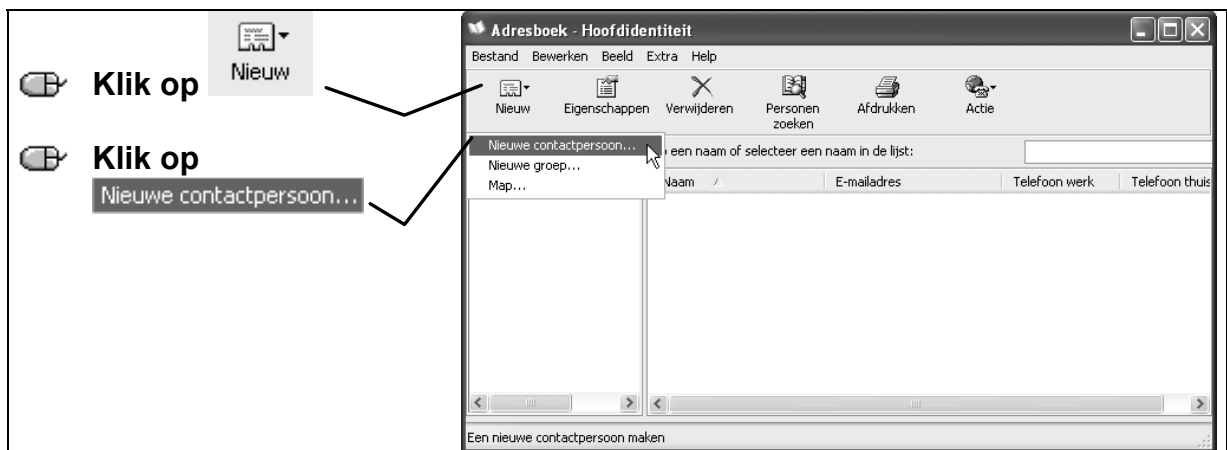 Klik op Nieuw
Klik op
Nieuwe contactpersoon...
Adresboek - Hoofdidentiteit
Bestand Bewerken Beeld Extra Help
Nieuw Eigenschappen Verwijderen Personen zoeken Afdrukken Actie
Nieuwe contactpersoon...
Nieuwe groep...
Map...
een naam of selecteer een naam in de lijst:
Naam E-mailadres Telefoon werk Telefoon thuis
Een nieuwe contactpersoon maken